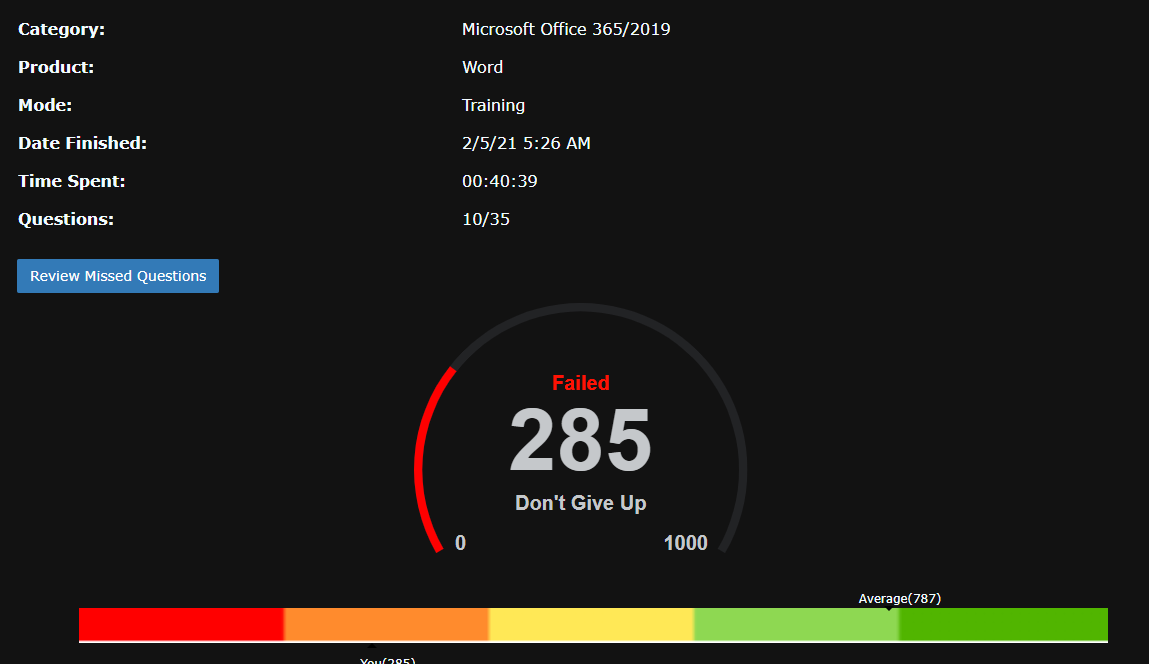 Category: Microsoft Office 365/2019
Product: Word
Mode: Training
Date Finished: 2/5/21 5:26 AM
Time Spent: 00:40:39
Questions: 10/35
Review Missed Questions
Failed
285
Don't Give Up
0 1000
Average(787)
You(285)